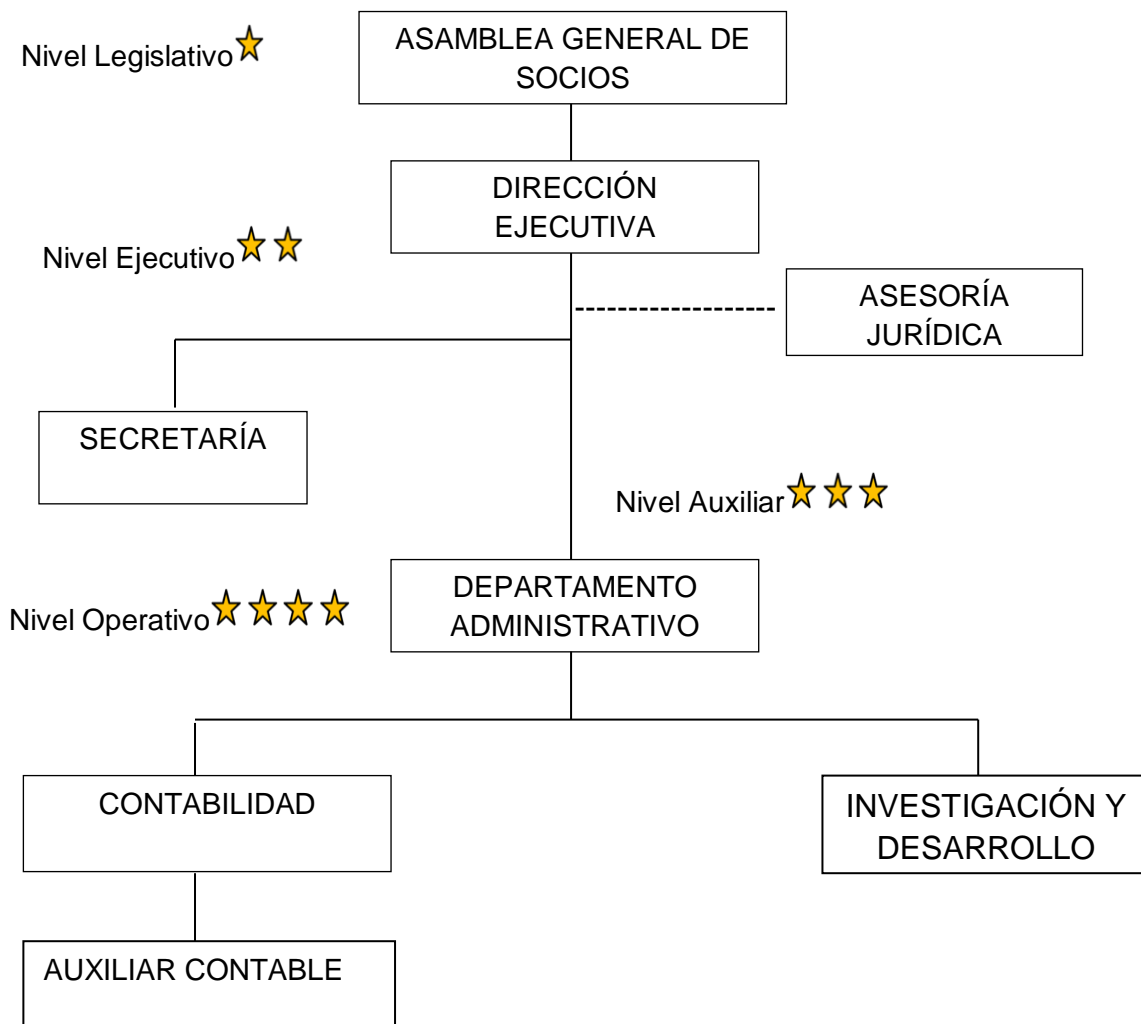 Nivel Legislativo
ASAMBLEA GENERAL DE
SOCIOS
DIRECCIÓN
EJECUTIVA
Nivel Ejecutivo
ASESORÍA
JURÍDICA
SECRETARÍA
Nivel Auxiliar
DEPARTAMENTO
ADMINISTRATIVO
Nivel Operativo
CONTABILIDAD
INVESTIGACIÓN Y
DESARROLLO
AUXILIAR CONTABLE